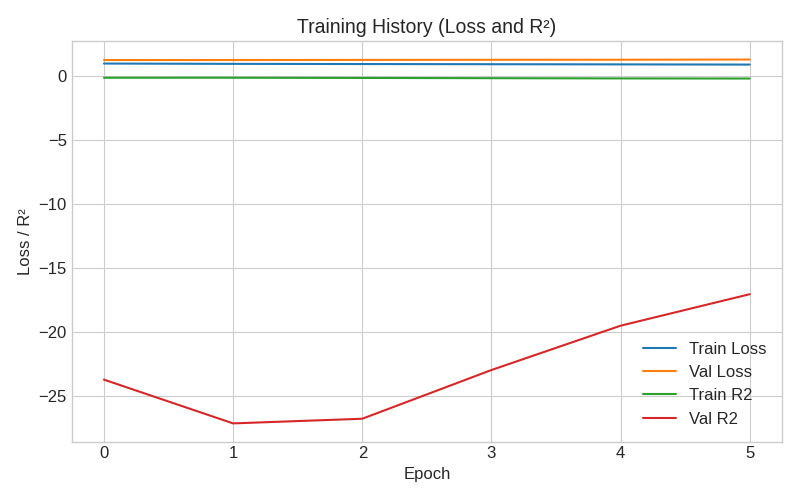 Training History (Loss and R²)
Loss / R²
0
−5
−10
−15
−20
−25
Train Loss
Val Loss
Train R2
Val R2
0 1 2 3 4 5
Epoch